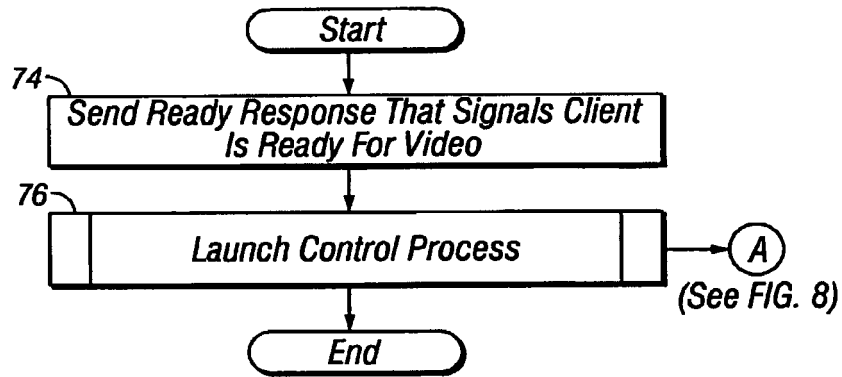 Start
74
Send Ready Response That Signals Client
Is Ready For Video
76
Launch Control Process
A
(See FIG. 8)
End